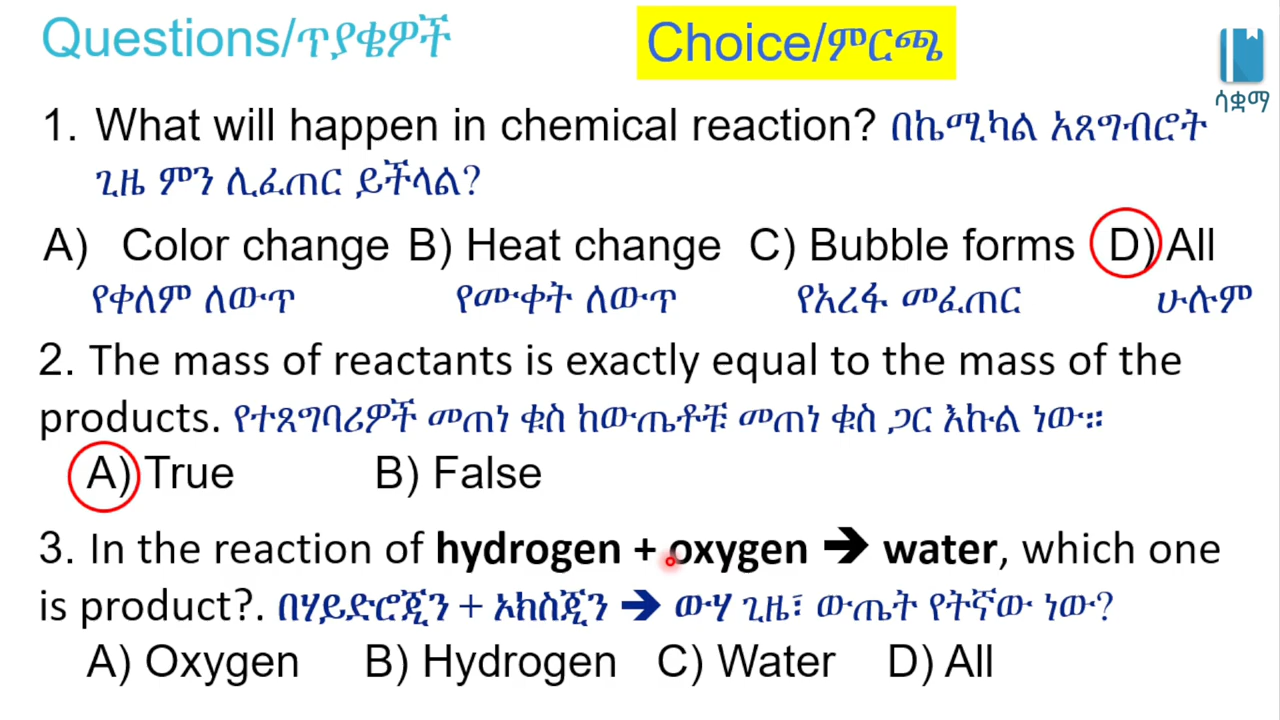 Questions/ጥያቄዎች
Choice/ምርጫ
ሳቋማ
1. What will happen in chemical reaction? በኬሚካል አጸግብሮት
ጊዜ ምን ሊፈጠር ይችላል?
A) Color change B) Heat change C) Bubble forms D) All
የቀለም ለውጥ የሙቀት ለውጥ የአረፋ መፈጠር ሁሉም
2. The mass of reactants is exactly equal to the mass of the
products. የተጸግባሪዎች መጠነ ቁስ ከውጤቶቹ መጠነ ቁስ ጋር እኩል ነው።
A) True B) False
3. In the reaction of hydrogen + oxygen ➔ water, which one
is product?. በሃይድሮጂን + ኦክስጂን ➔ ውሃ ጊዜ፣ ውጤት የትኛው ነው?
A) Oxygen B) Hydrogen C) Water D) All